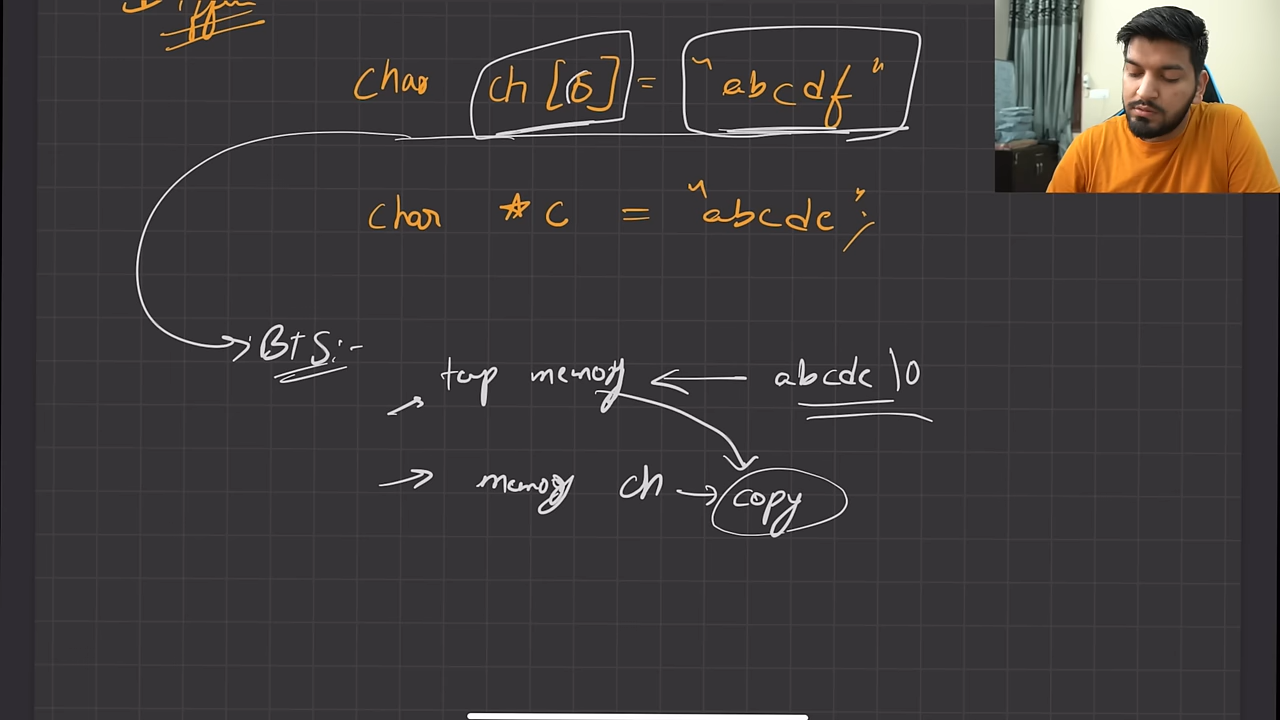 char ch [6] = "abcdf"
char * c = "abcde";
BTS:-
temp memory ← abcde \0
→ memory ch → copy